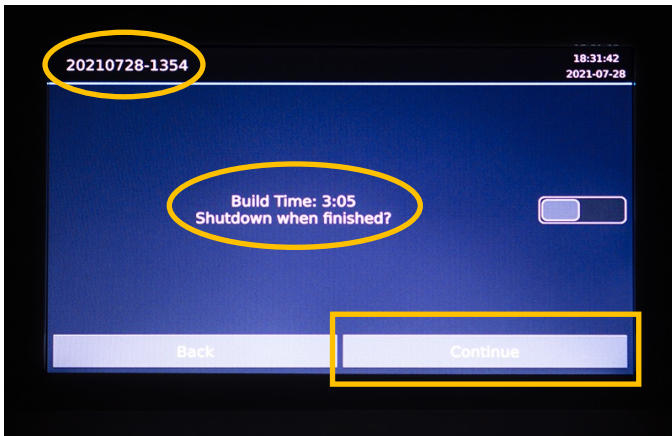 20210728-1354
18:31:42
2021-07-28
Build Time: 3:05
Shutdown when finished?
Back
Continue